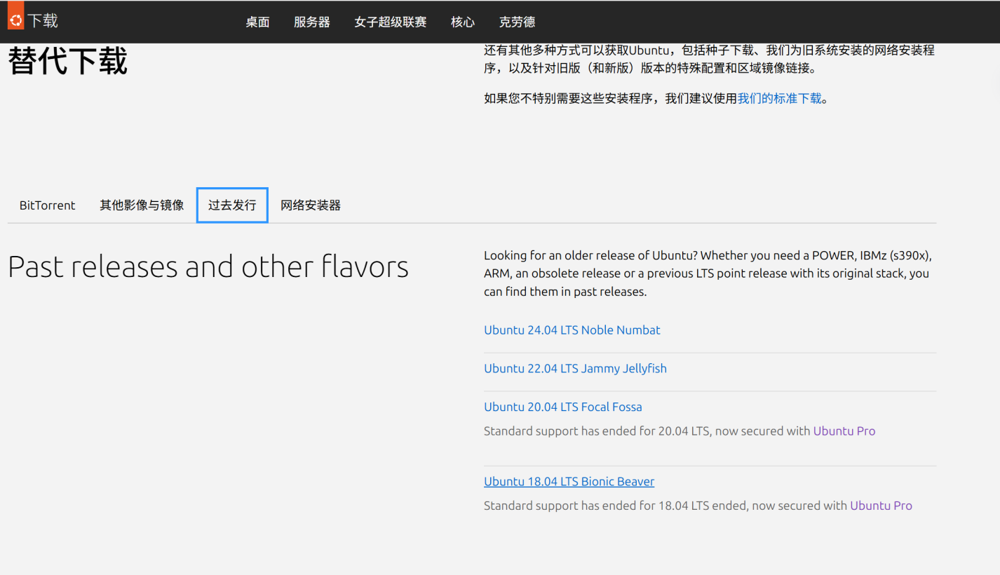 下载
桌面 服务器 女子超级联赛 核心 克劳德
替代下载
还有其他多种方式可以获取Ubuntu，包括种子下载、我们为旧系统安装的网络安装程
序，以及针对旧版（和新版）版本的特殊配置和区域镜像链接。
如果您不特别需要这些安装程序，我们建议使用我们的标准下载。
BitTorrent 其他影像与镜像 过去发行 网络安装器
Past releases and other flavors
Looking for an older release of Ubuntu? Whether you need a POWER, IBMz (s390x),
ARM, an obsolete release or a previous LTS point release with its original stack, you
can find them in past releases.
Ubuntu 24.04 LTS Noble Numbat
Ubuntu 22.04 LTS Jammy Jellyfish
Ubuntu 20.04 LTS Focal Fossa
Standard support has ended for 20.04 LTS, now secured with Ubuntu Pro
Ubuntu 18.04 LTS Bionic Beaver
Standard support has ended for 18.04 LTS ended, now secured with Ubuntu Pro